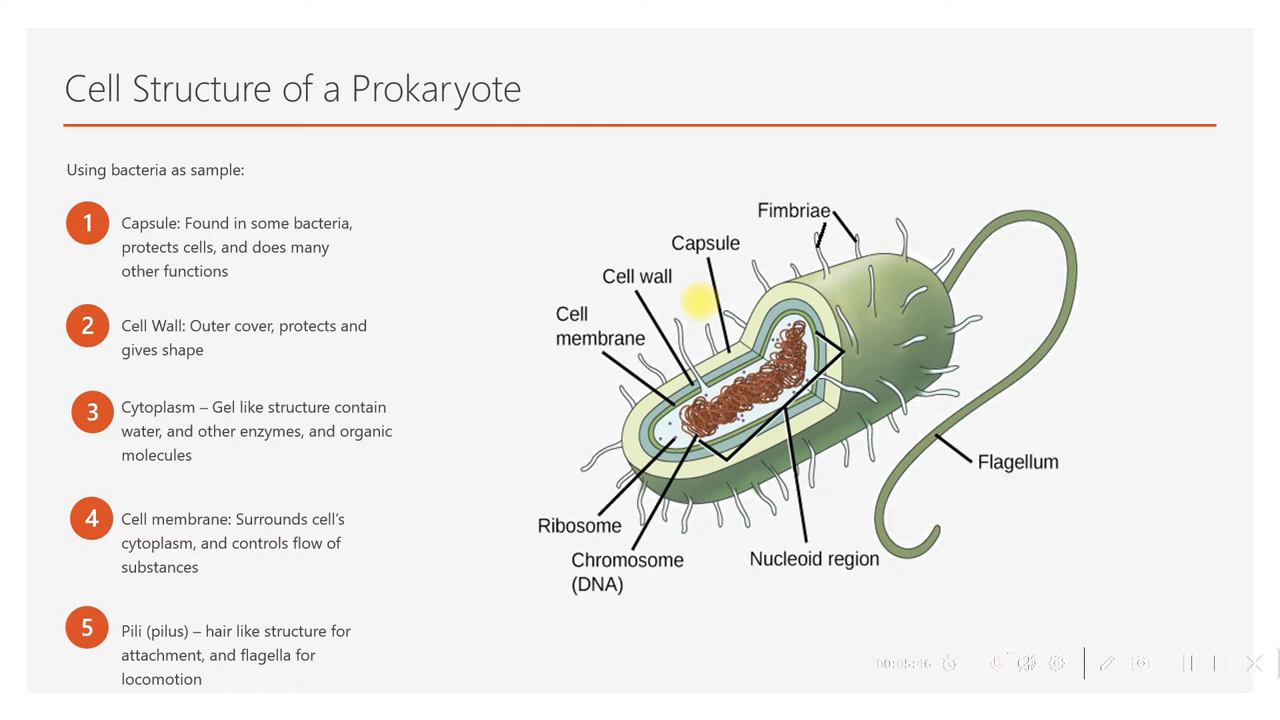 Cell Structure of a Prokaryote
Using bacteria as sample:
1
Capsule: Found in some bacteria,
protects cells, and does many
other functions
2
Cell Wall: Outer cover, protects and
gives shape
3
Cytoplasm – Gel like structure contain
water, and other enzymes, and organic
molecules
4
Cell membrane: Surrounds cell’s
cytoplasm, and controls flow of
substances
5
Pili (pilus) – hair like structure for
attachment, and flagella for
locomotion
Fimbriae
Capsule
Cell wall
Cell
membrane
Flagellum
Ribosome
Chromosome
(DNA)
Nucleoid region
00:05:46